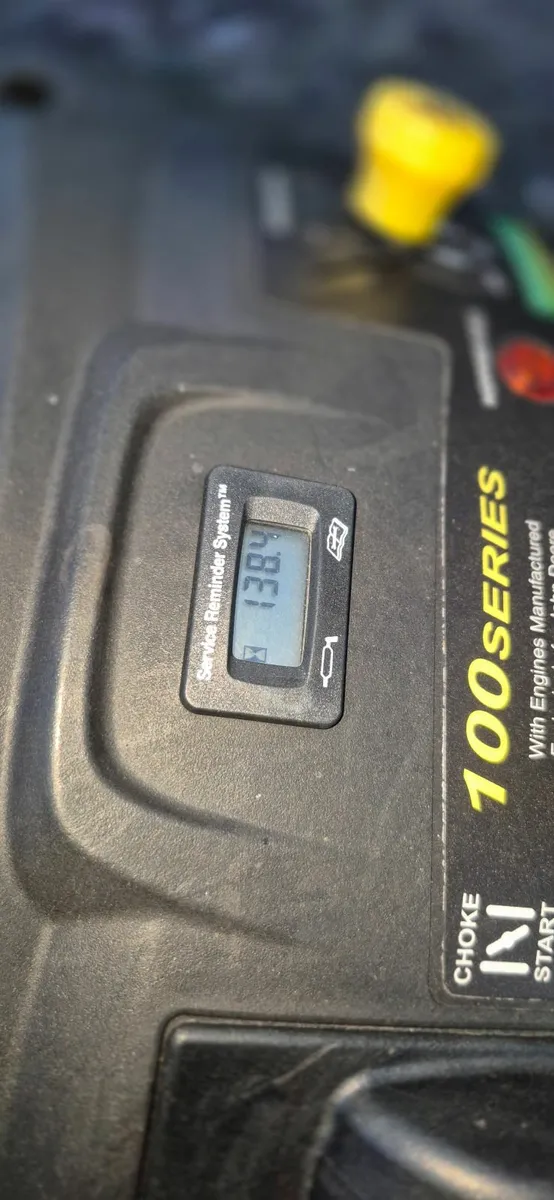 Service Reminder System™
138.4
100SERIES
With Engines Manufactured
CHOKE
START